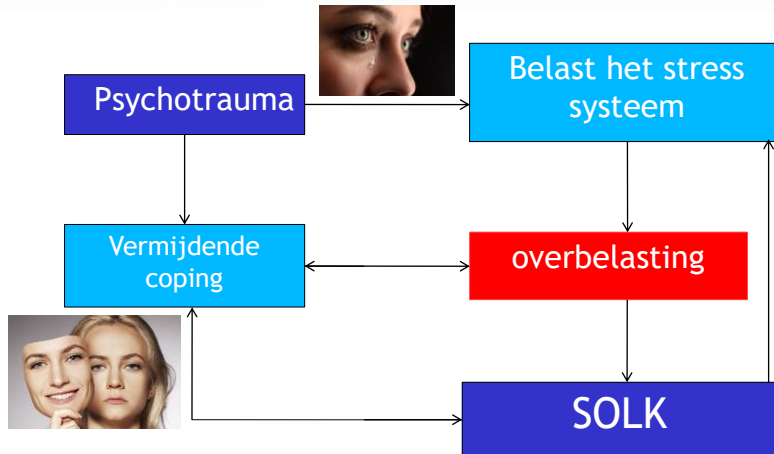 Psychotrauma
Belast het stress
systeem
Vermijdende
coping
overbelasting
SOLK